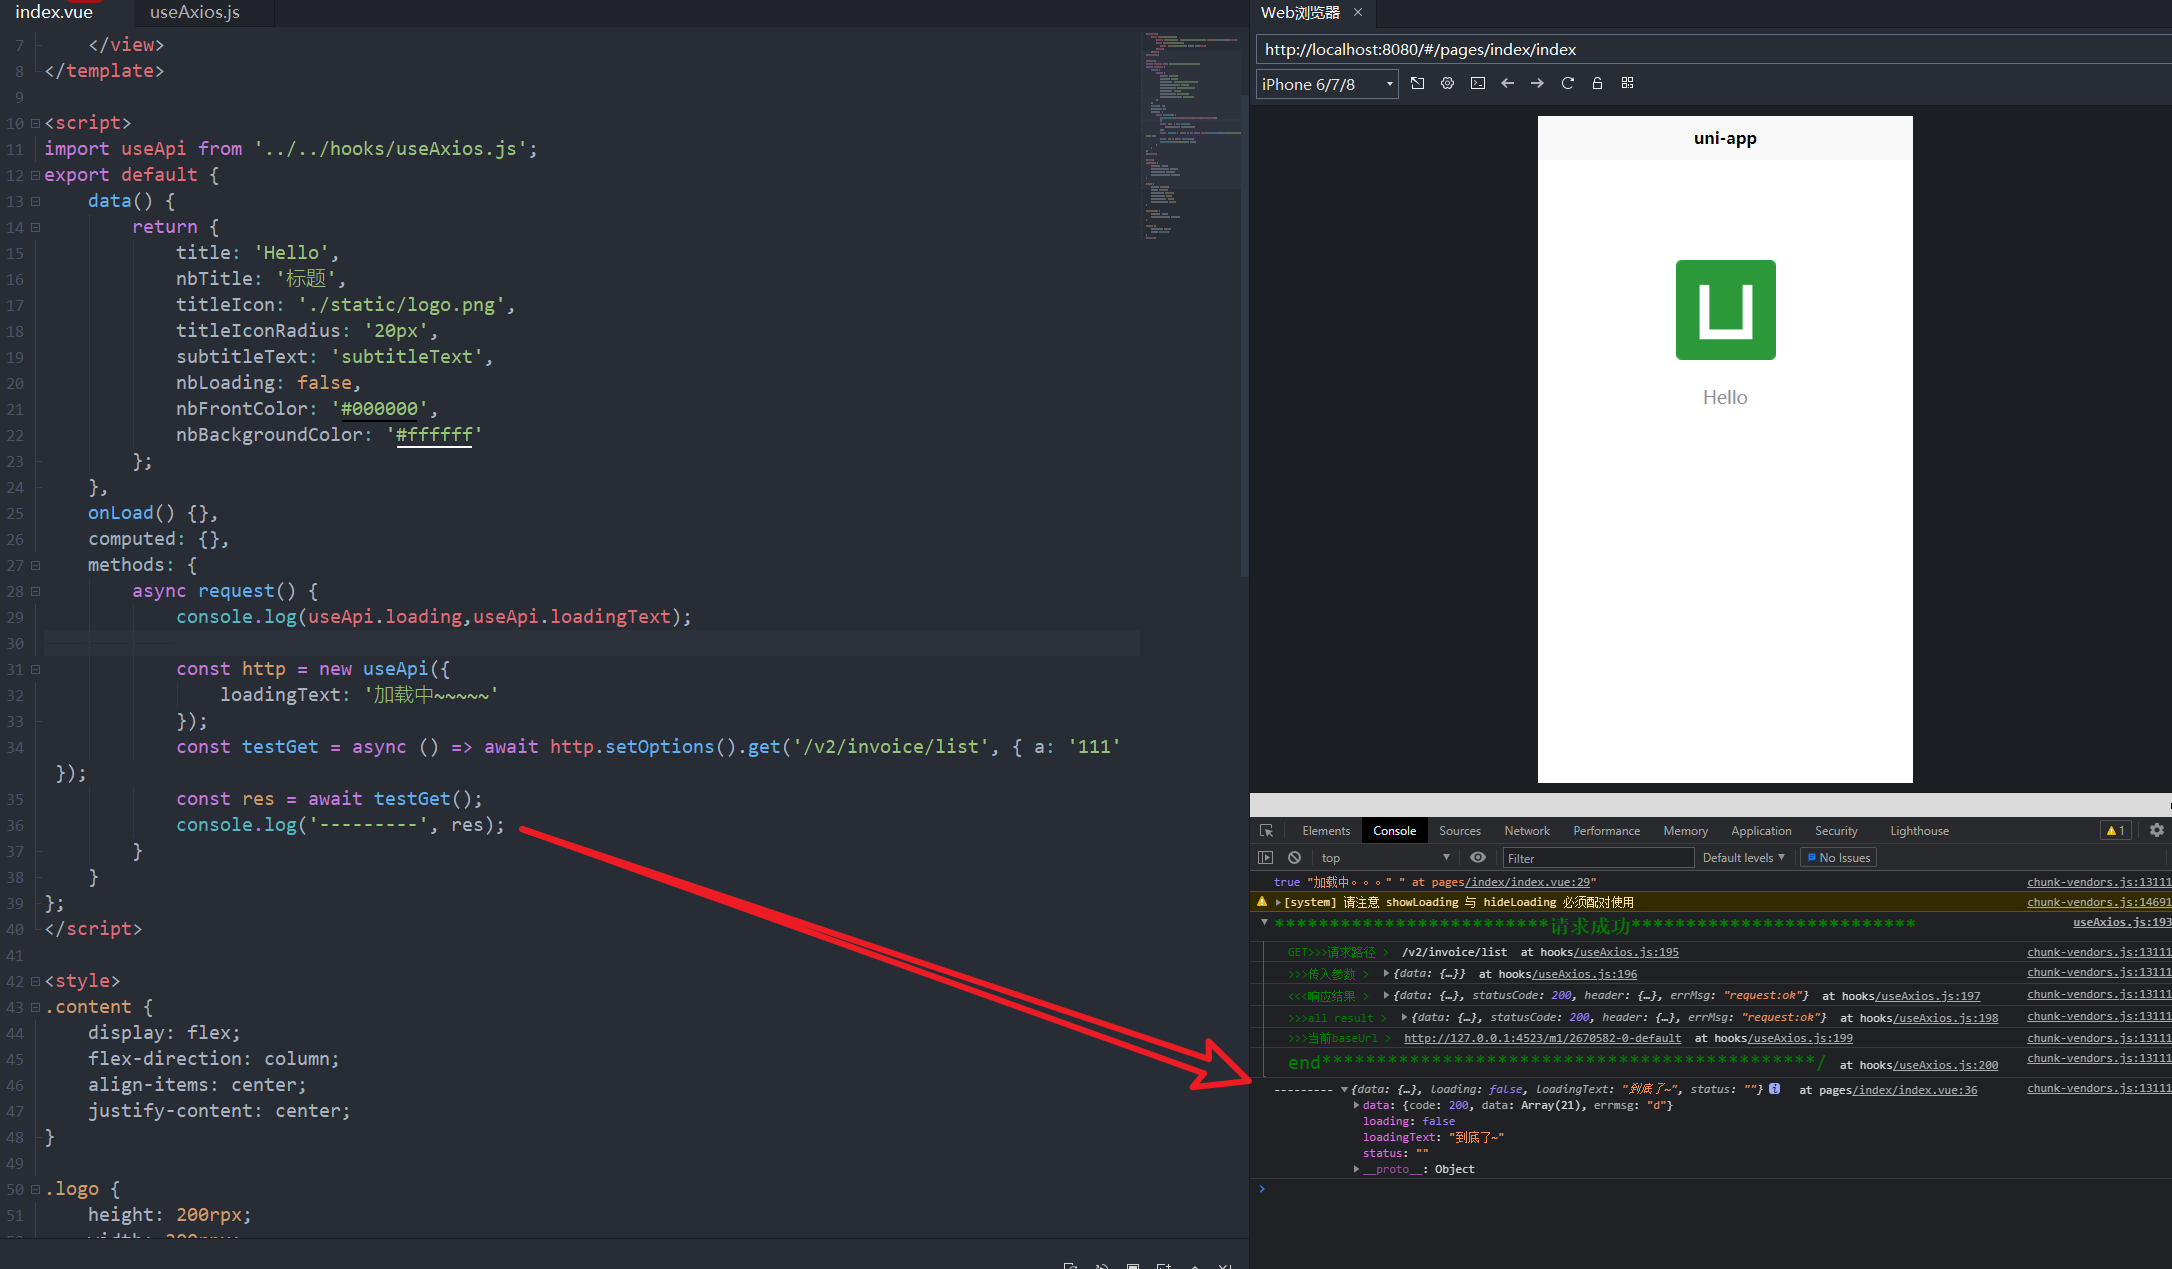 index.vue
useAxios.js
7 </view>
8 </template>
9
10 <script>
11 import useApi from '../../hooks/useAxios.js';
12 export default {
13 data() {
14 return {
15 title: 'Hello',
16 nbTitle: '标题',
17 titleIcon: './static/logo.png',
18 titleIconRadius: '20px',
19 subtitleText: 'subtitleText',
20 nbLoading: false,
21 nbFrontColor: '#000000',
22 nbBackgroundColor: '#ffffff'
23 };
24 },
25 onLoad() {},
26 computed: {},
27 methods: {
28 async request() {
29 console.log(useApi.loading,useApi.loadingText);
30
31 const http = new useApi({
32 loadingText: '加载中~~~~~'
33 });
34 const testGet = async () => await http.setOptions().get('/v2/invoice/list', { a: '111'
});
35 const res = await testGet();
36 console.log('---------', res);
37 }
38 }
39 };
40 </script>
41
42 <style>
43 .content {
44 display: flex;
45 flex-direction: column;
46 align-items: center;
47 justify-content: center;
48 }
49
50 .logo {
51 height: 200rpx;
Web浏览器
http://localhost:8080/#/pages/index/index
iPhone 6/7/8
uni-app
Hello
Elements Console Sources Network Performance Memory Application Security Lighthouse 1
top Filter Default levels No Issues
true "加载中。。。" " at pages/index/index.vue:29" chunk-vendors.js:13111
[system] 请注意 showLoading 与 hideLoading 必须配对使用 chunk-vendors.js:14691
*************************请求成功************************** useAxios.js:193
GET>>>请求路径 > /v2/invoice/list at hooks/useAxios.js:195 chunk-vendors.js:13111
>>>传入参数 > {data: {…}} at hooks/useAxios.js:196 chunk-vendors.js:13111
<<<响应结果 > {data: {…}, statusCode: 200, header: {…}, errMsg: "request:ok"} at hooks/useAxios.js:197 chunk-vendors.js:13111
>>>all result > {data: {…}, statusCode: 200, header: {…}, errMsg: "request:ok"} at hooks/useAxios.js:198 chunk-vendors.js:13111
>>>当前baseUrl > http://127.0.0.1:4523/m1/2670582-0-default at hooks/useAxios.js:199 chunk-vendors.js:13111
end*********************************************/ at hooks/useAxios.js:200 chunk-vendors.js:13111
--------- {data: {…}, loading: false, loadingText: "到底了~", status: ""} at pages/index/index.vue:36 chunk-vendors.js:13111
data: {code: 200, data: Array(21), errmsg: "d"}
loading: false
loadingText: "到底了~"
status: ""
__proto__: Object